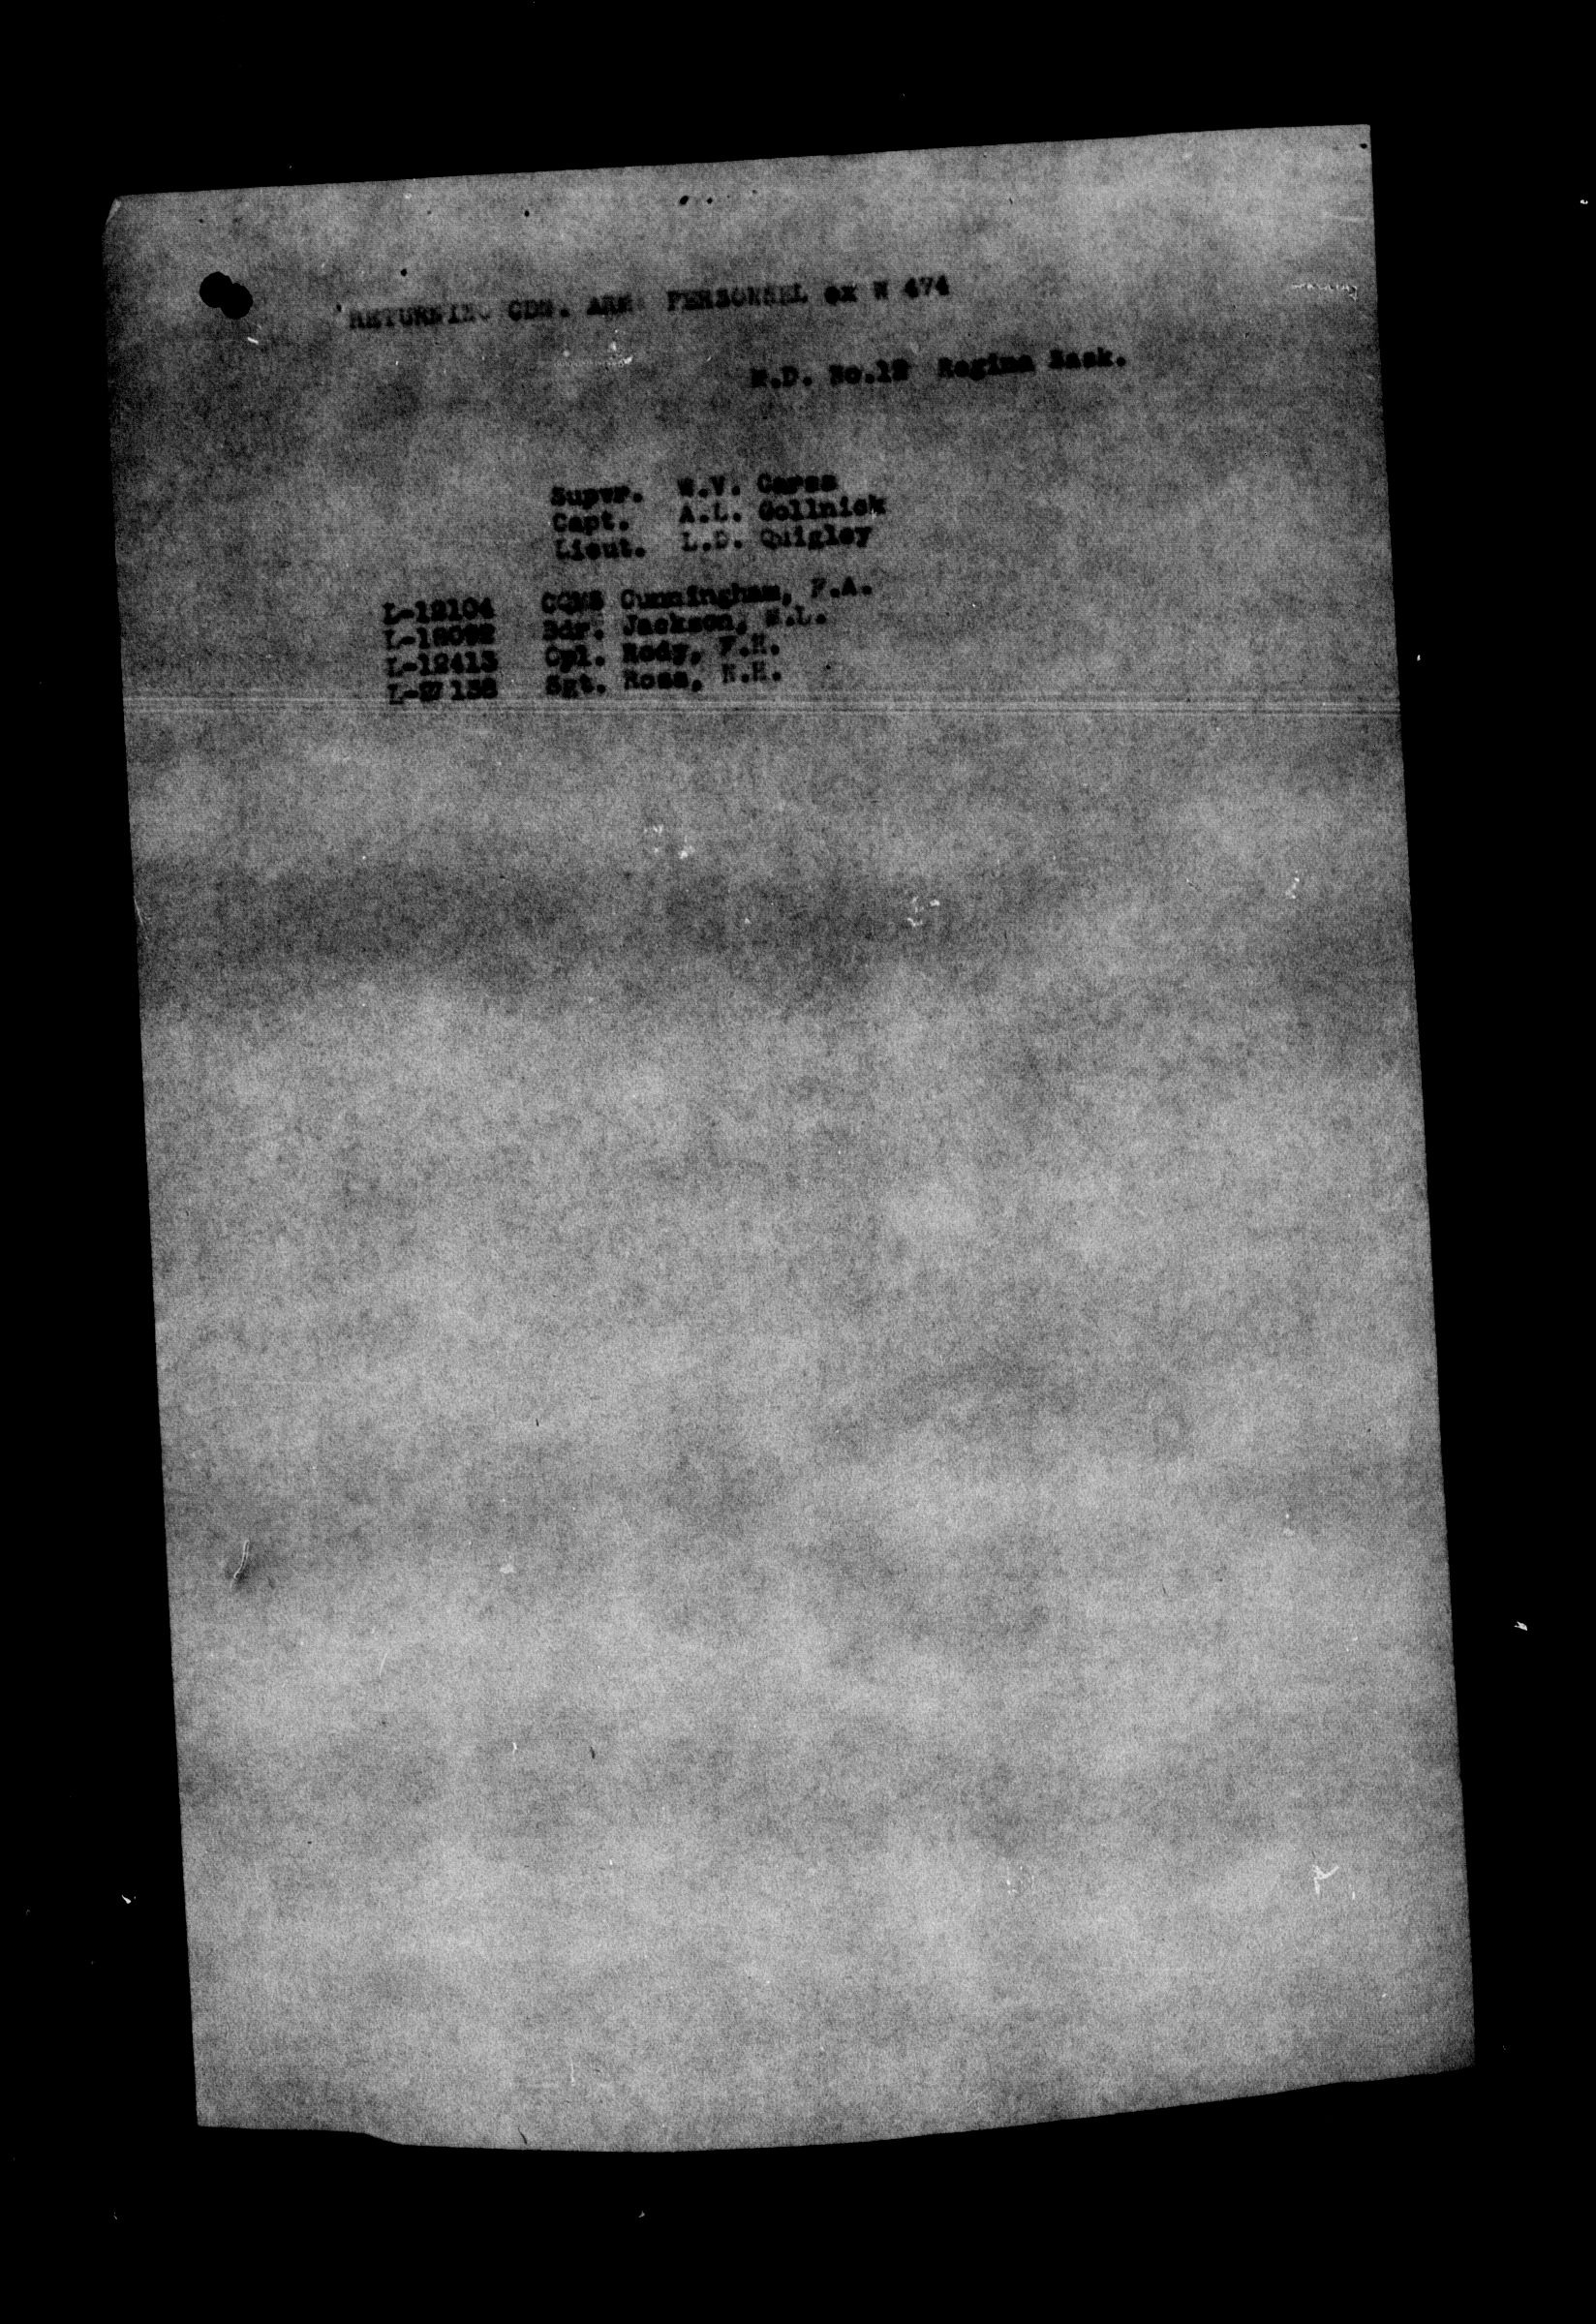 RETURNING CDN. ARMY PERSONNEL ex W 474
M.D. No.12 Regina Sask.
Supvr. W.V. Carss
Capt. A.L. Gollnick
Lieut. L.D. Quigley
L-12104 CQMS Cunningham, F.A.
Bdr. Jackson, M.L.
L-12413 Cpl. Rody, F.H.
Sgt. Ross, N.H.